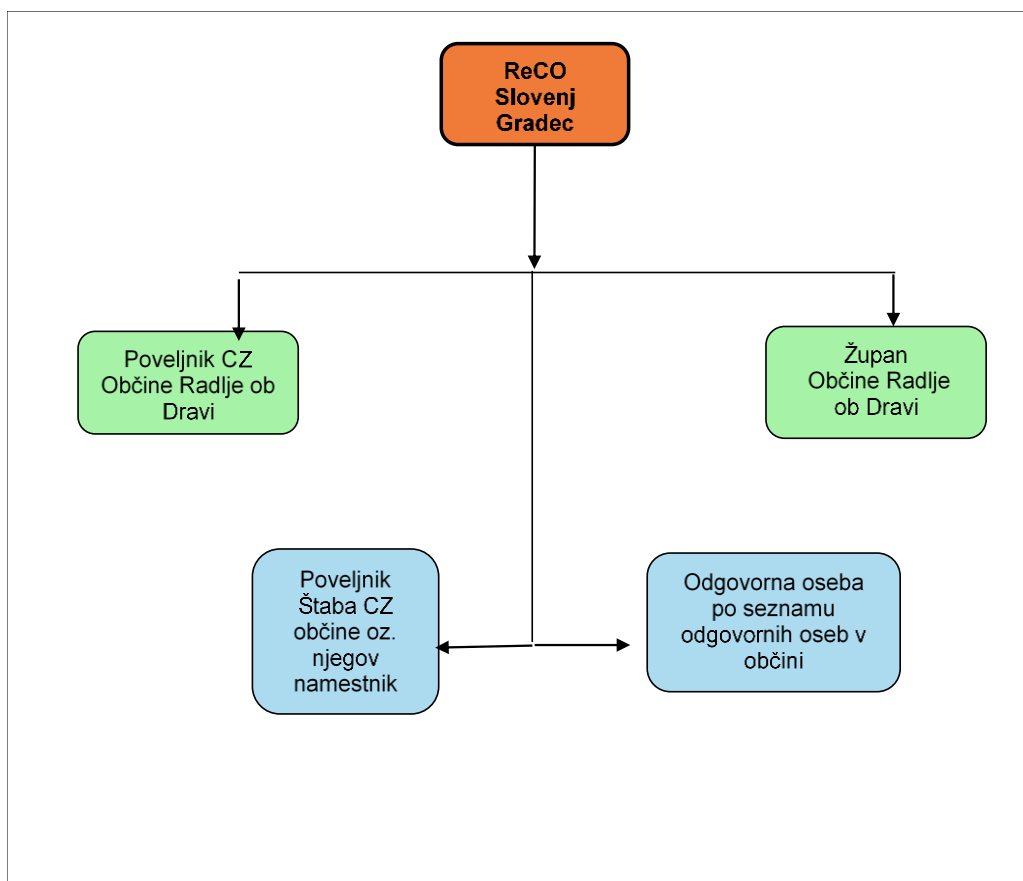 ReCO
Slovenj
Gradec
Poveljnik CZ
Občine Radlje ob
Dravi
Župan
Občine Radlje
ob Dravi
Poveljnik
Štaba CZ
občine oz.
njegov
namestnik
Odgovorna oseba
po seznamu
odgovornih oseb v
občini